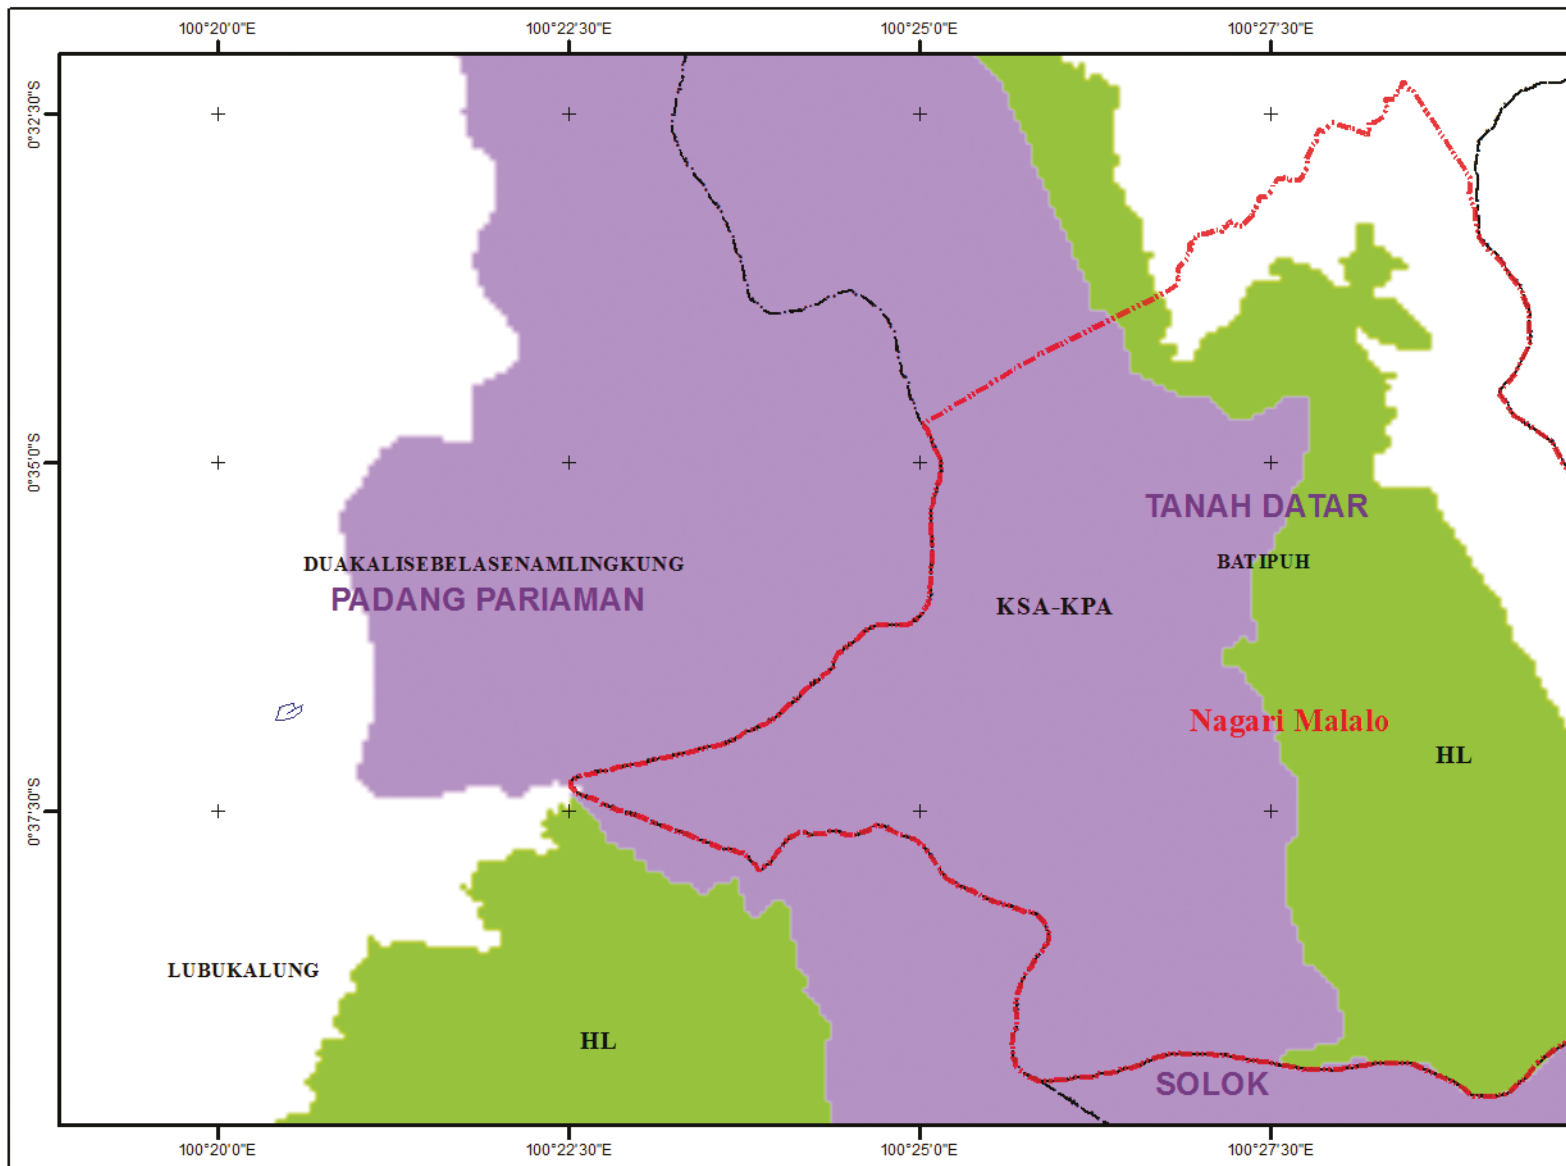 100°20'0"E 100°22'30"E 100°25'0"E 100°27'30"E
0°32'30"S
0°35'0"S
TANAH DATAR
DUAKALISEBELASENAMLINGKUNG
BATIPUH
PADANG PARIAMAN
KSA-KPA
Nagari Malalo
HL
0°37'30"S
LUBUKALUNG
HL
SOLOK
100°20'0"E 100°22'30"E 100°25'0"E 100°27'30"E